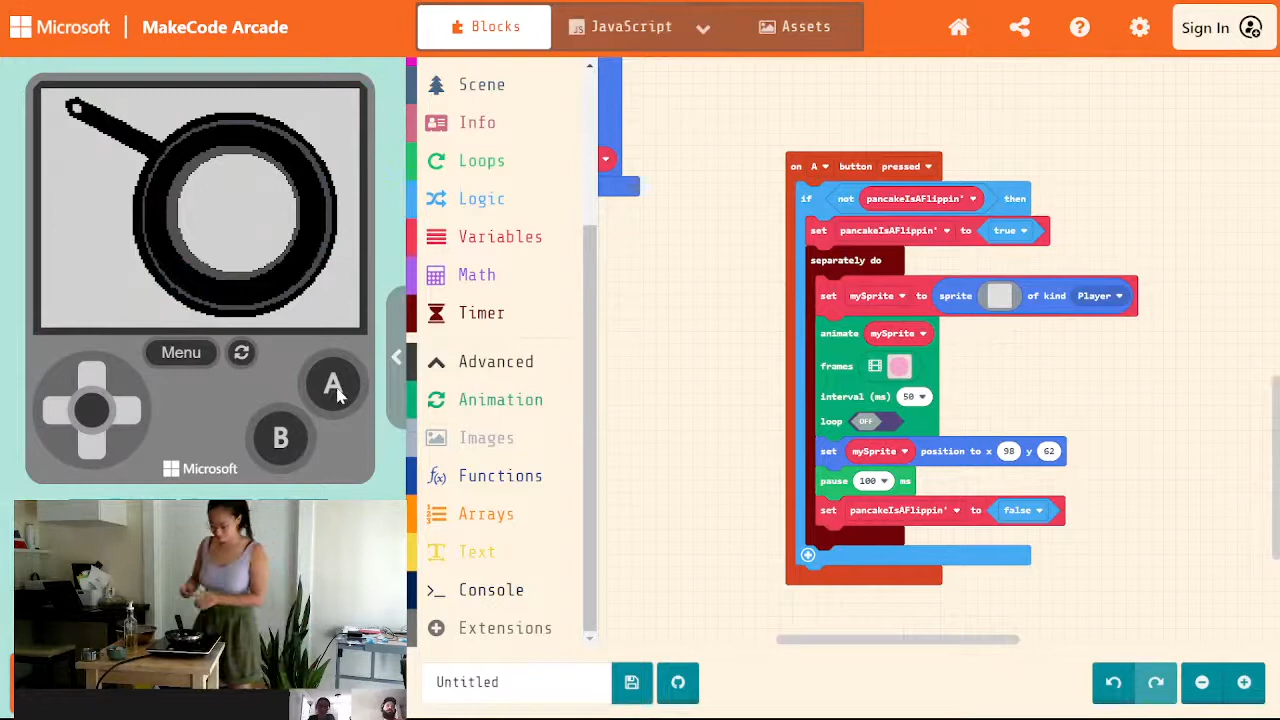 Microsoft | MakeCode Arcade
Blocks
JavaScript
Assets
Sign In
Scene
Info
Loops
Logic
Variables
Math
Timer
Advanced
Animation
Images
Functions
Arrays
Text
Console
Extensions
Menu
A
B
Microsoft
on A button pressed
if not pancakeIsAFlippin' then
set pancakeIsAFlippin' to true
separately do
set mySprite to sprite of kind Player
animate mySprite
frames
interval (ms) 50
loop OFF
set mySprite position to x 98 y 62
pause 100 ms
set pancakeIsAFlippin' to false
Untitled